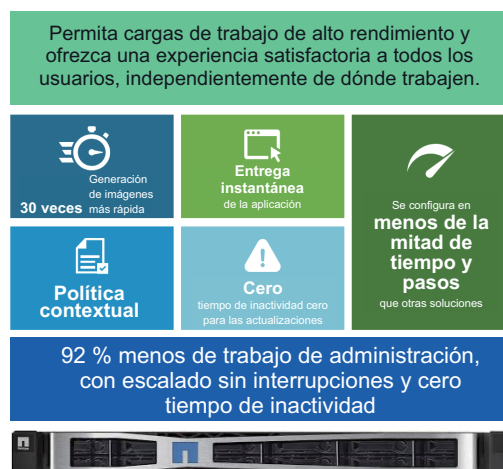 Permita cargas de trabajo de alto rendimiento y
ofrezca una experiencia satisfactoria a todos los
usuarios, independientemente de dónde trabajen.
Generación
de imágenes
30 veces más rápida
Entrega
instantánea
de la aplicación
Se configura en
menos de la
mitad de
tiempo y
pasos
que otras soluciones
Política
contextual
Cero
tiempo de inactividad cero
para las actualizaciones
92 % menos de trabajo de administración,
con escalado sin interrupciones y cero
tiempo de inactividad